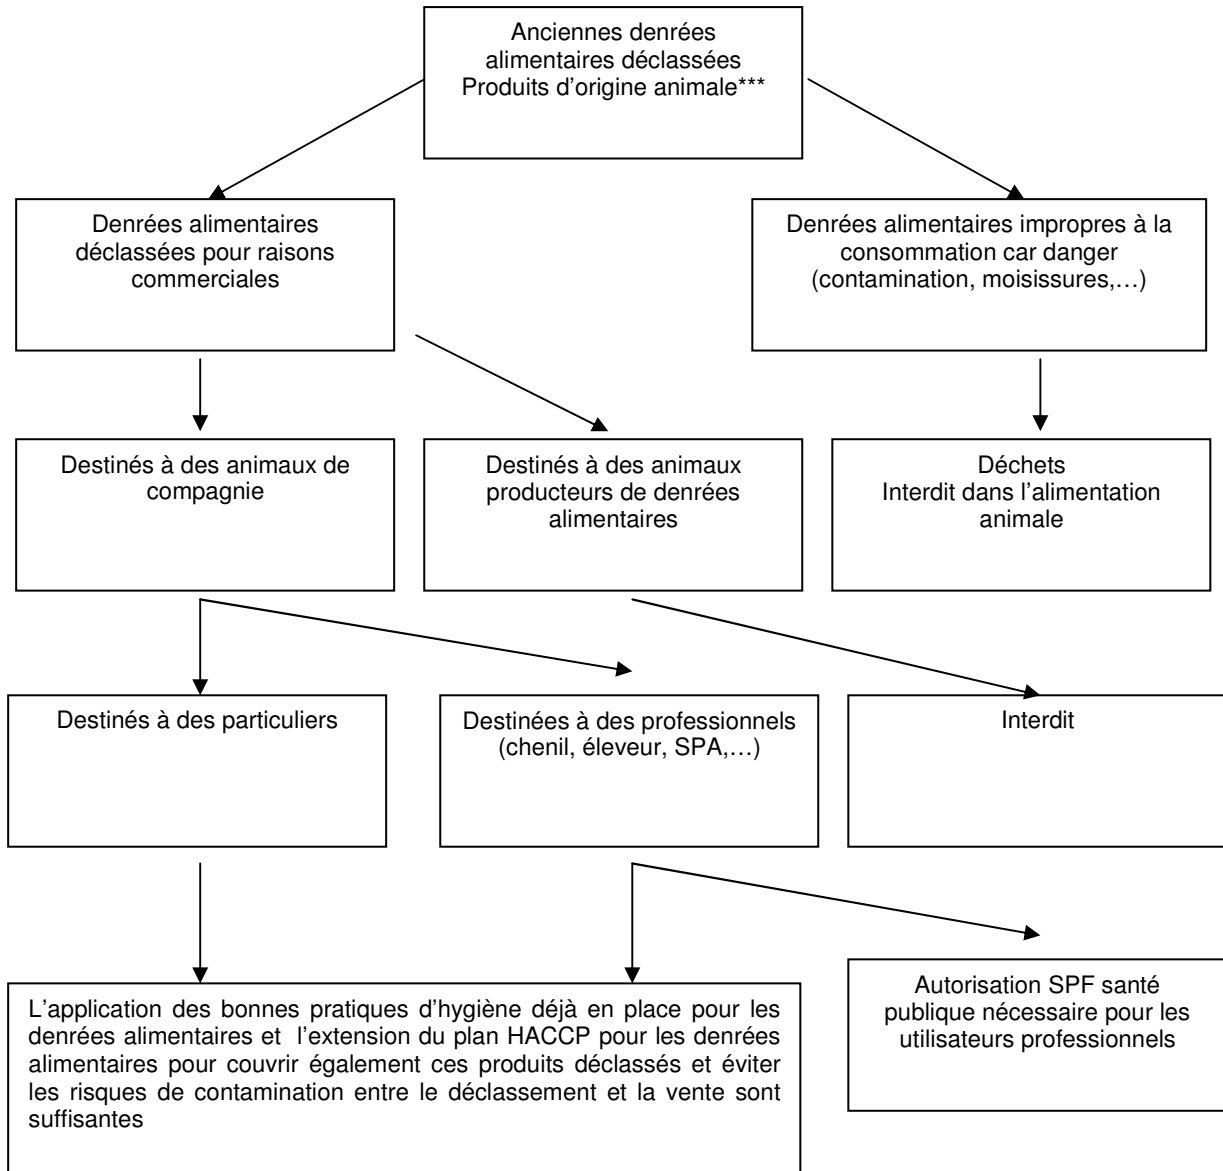 Anciennes denrées
alimentaires déclassées
Produits d'origine animale***
Denrées alimentaires
déclassées pour raisons
commerciales
Denrées alimentaires impropres à la
consommation car danger
(contamination, moisissures,…)
Destinés à des animaux de
compagnie
Destinés à des animaux
producteurs de denrées
alimentaires
Déchets
Interdit dans l'alimentation
animale
Destinés à des particuliers
Destinées à des professionnels
(chenil, éleveur, SPA,…)
Interdit
L'application des bonnes pratiques d'hygiène déjà en place pour les
denrées alimentaires et l'extension du plan HACCP pour les denrées
alimentaires pour couvrir également ces produits déclassés et éviter
les risques de contamination entre le déclassement et la vente sont
suffisantes
Autorisation SPF santé
publique nécessaire pour les
utilisateurs professionnels